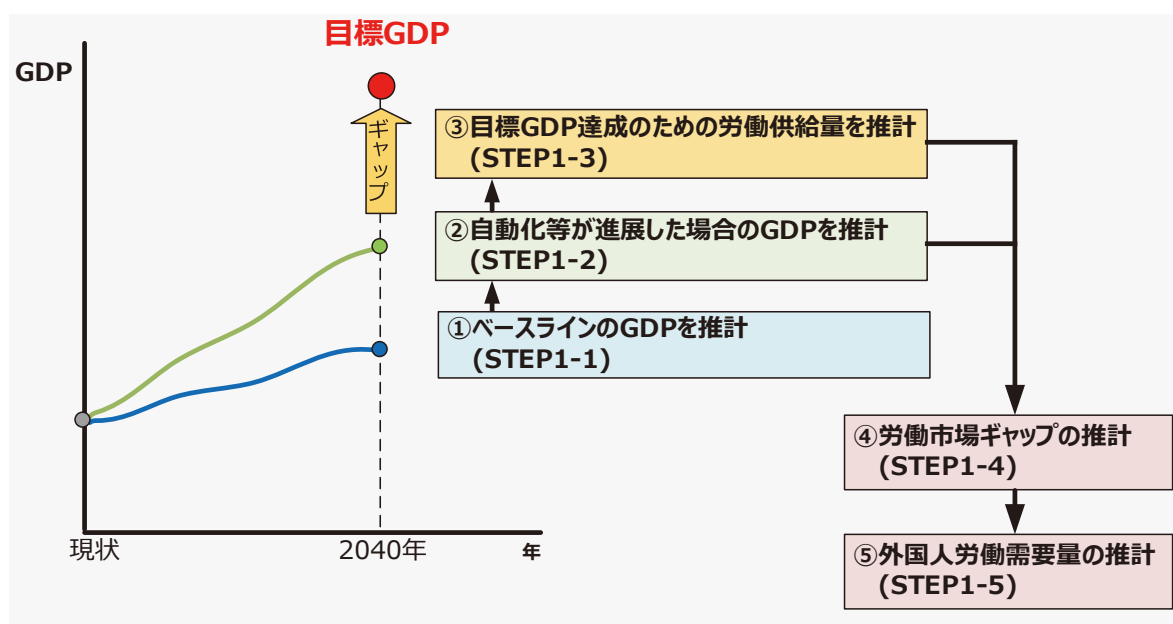 目標GDP
GDP
ギャップ
③目標GDP達成のための労働供給量を推計
(STEP1-3)
②自動化等が進展した場合のGDPを推計
(STEP1-2)
①ベースラインのGDPを推計
(STEP1-1)
④労働市場ギャップの推計
(STEP1-4)
⑤外国人労働需要量の推計
(STEP1-5)
現状
2040年
年